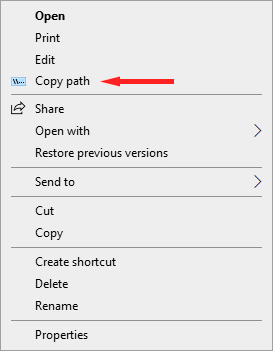 Open
Print
Edit
Copy path
Share
Open with
Restore previous versions
Send to
Cut
Copy
Create shortcut
Delete
Rename
Properties